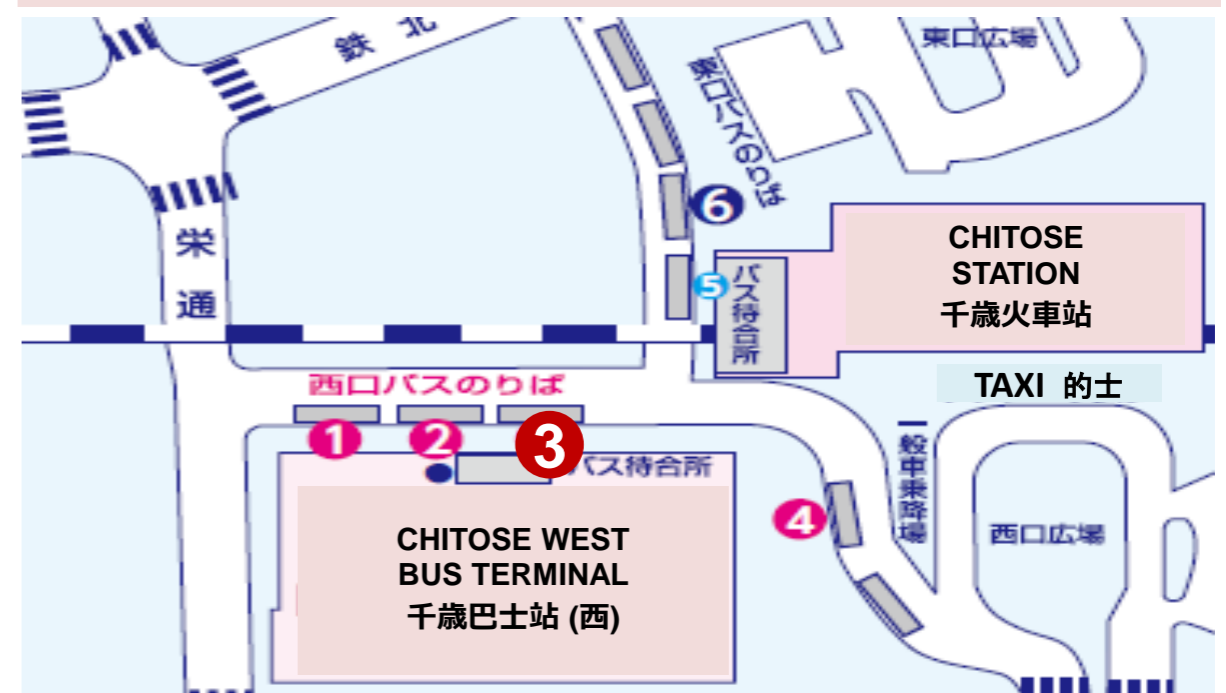 鉄 北
東口広場
東口バスのりば
6
CHITOSE
STATION
千歳火車站
栄
通
5
バス待合所
西口バスのりば
TAXI 的士
1
2
3
バス待合所
一般車乗降場
4
西口広場
CHITOSE WEST
BUS TERMINAL
千歳巴士站 (西)